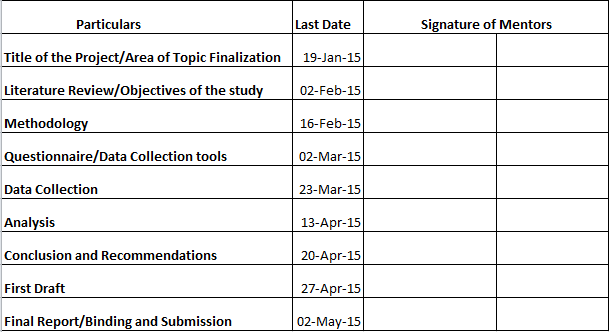 Particulars Last Date Signature of Mentors
Title of the Project/Area of Topic Finalization 19-Jan-15
Literature Review/Objectives of the study 02-Feb-15
Methodology 16-Feb-15
Questionnaire/Data Collection tools 02-Mar-15
Data Collection 23-Mar-15
Analysis 13-Apr-15
Conclusion and Recommendations 20-Apr-15
First Draft 27-Apr-15
Final Report/Binding and Submission 02-May-15